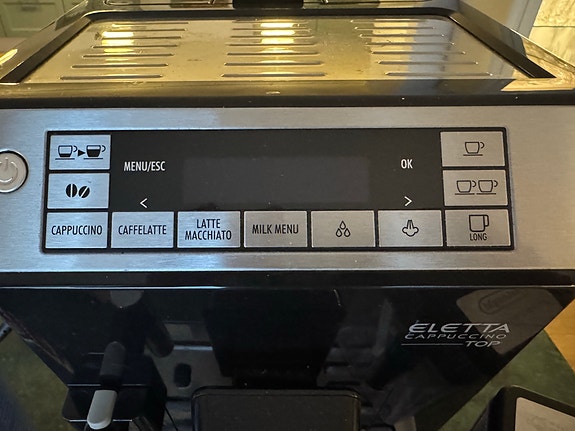 MENU/ESC
OK
<
>
CAPPUCCINO
CAFFELATTE
LATTE
MACCHIATO
MILK MENU
LONG
ELETTA
CAPPUCCINO
TOP